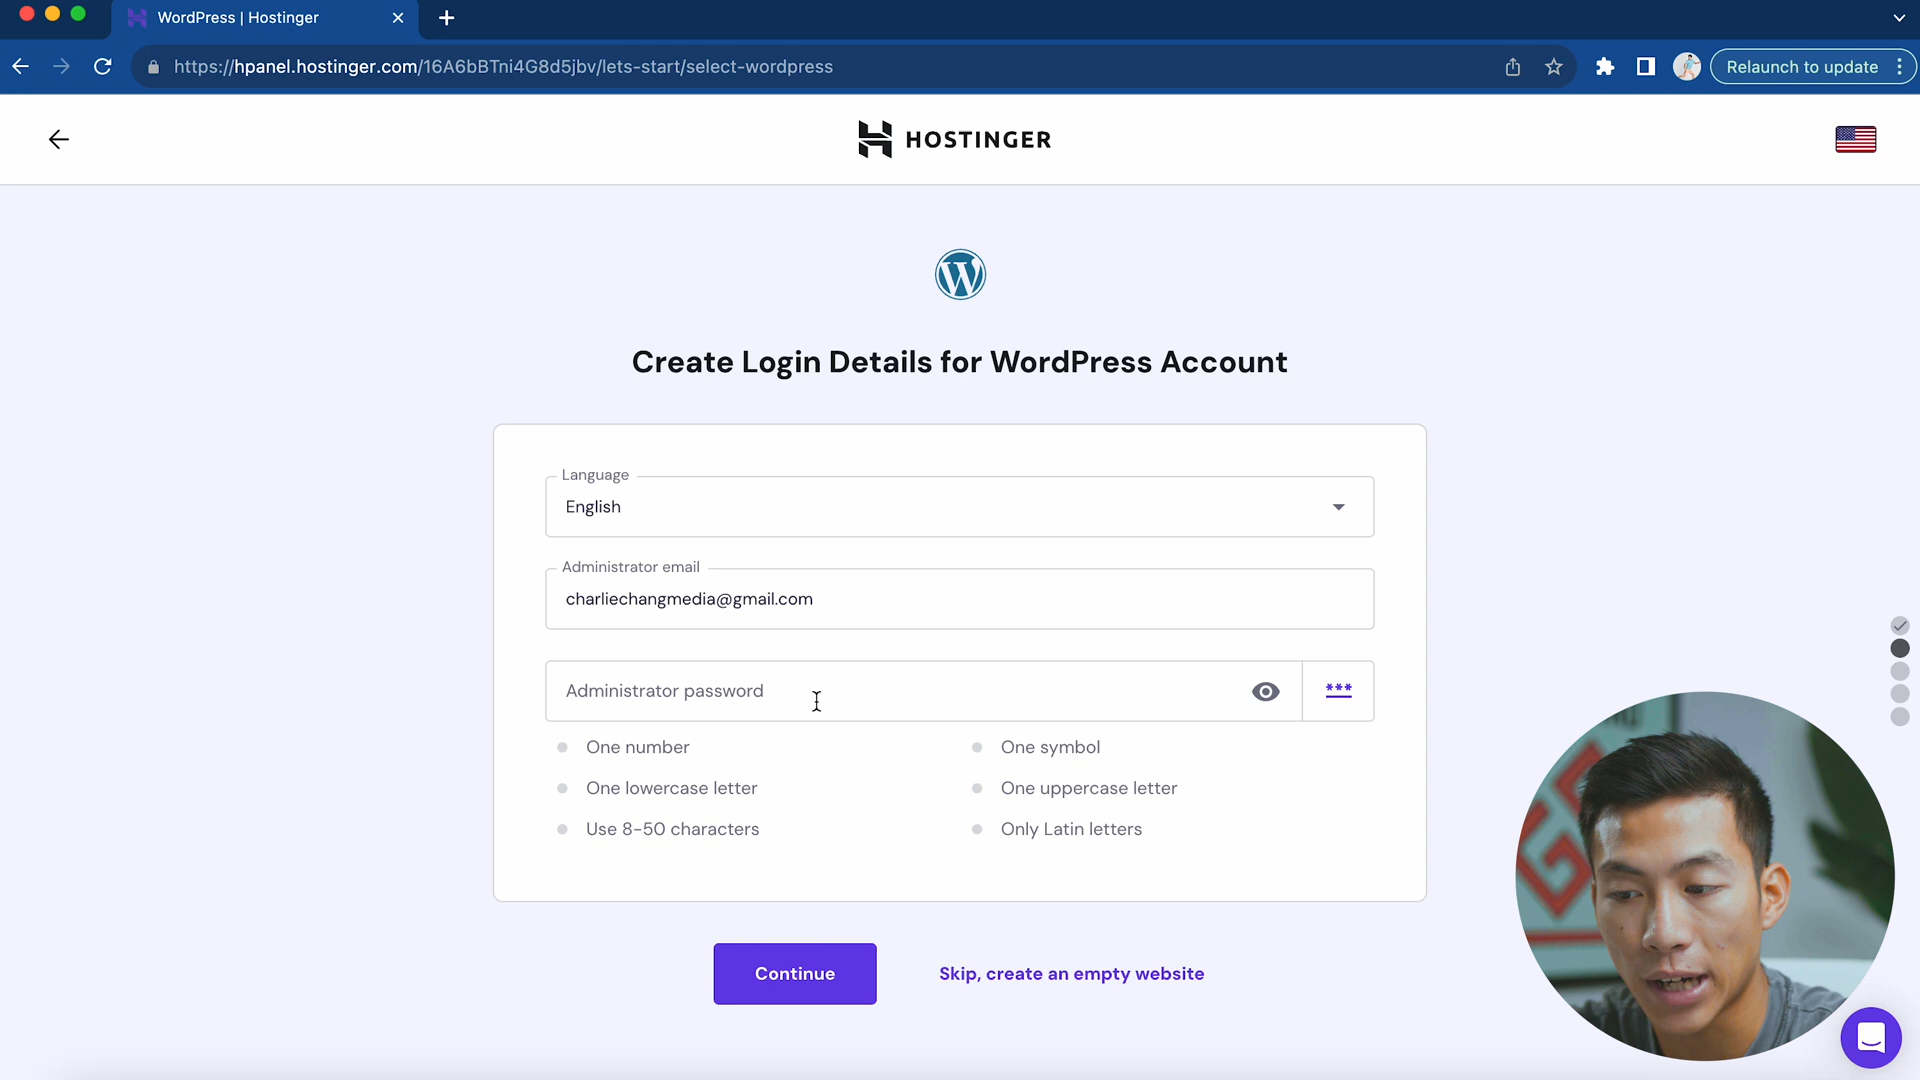 WordPress | Hostinger
https://hpanel.hostinger.com/16A6bBTni4G8d5jbv/lets-start/select-wordpress
Relaunch to update
HOSTINGER
Create Login Details for WordPress Account
Language
English
Administrator email
charliechangmedia@gmail.com
Administrator password
***
One number
One symbol
One lowercase letter
One uppercase letter
Use 8-50 characters
Only Latin letters
Continue
Skip, create an empty website